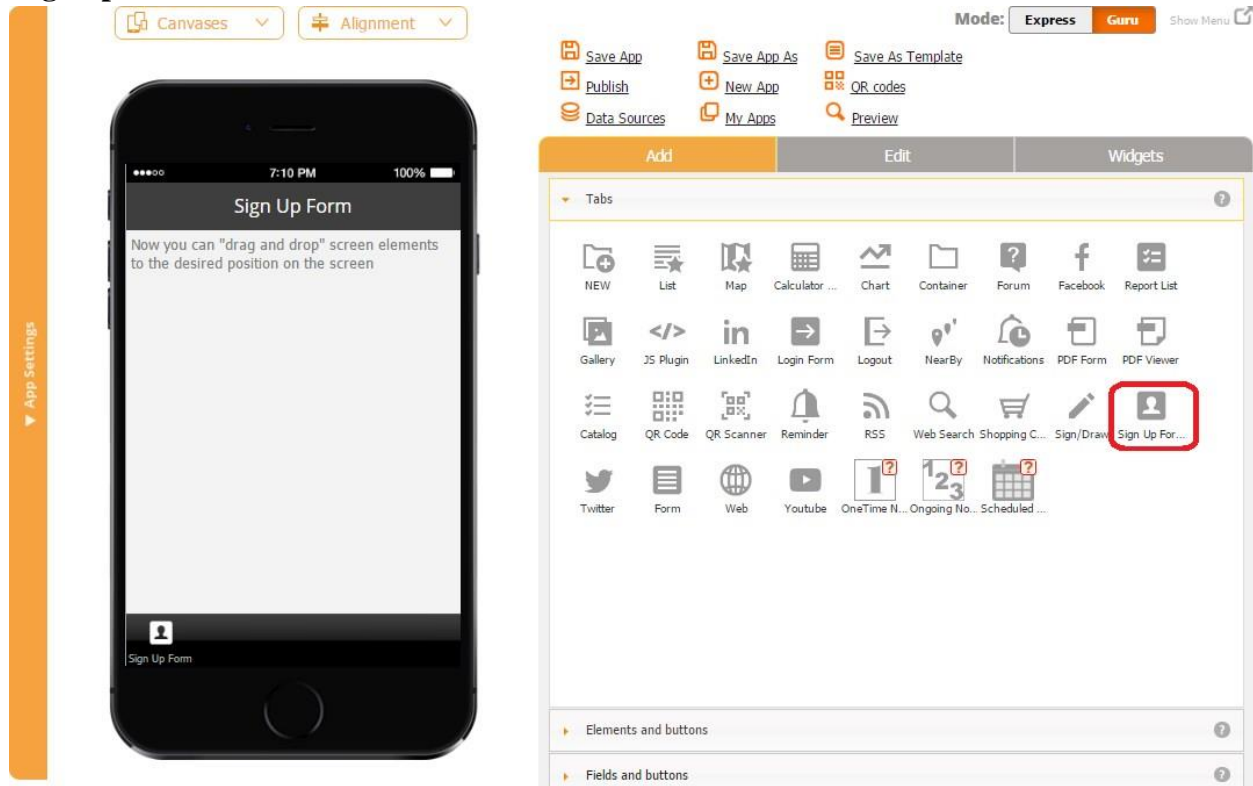 Canvases
Alignment
Mode: Express Guru Show Menu
Save App Save App As Save As Template
Publish New App QR codes
Data Sources My Apps Preview
Add Edit Widgets
Tabs
7:10 PM 100%
Sign Up Form
Now you can "drag and drop" screen elements
to the desired position on the screen
NEW List Map Calculator ... Chart Container Forum Facebook Report List
Gallery JS Plugin LinkedIn Login Form Logout NearBy Notifications PDF Form PDF Viewer
Catalog QR Code QR Scanner Reminder RSS Web Search Shopping C... Sign/Draw Sign Up For...
Twitter Form Web Youtube OneTime N... Ongoing No... Scheduled ...
App Settings
Sign Up Form
Elements and buttons
Fields and buttons